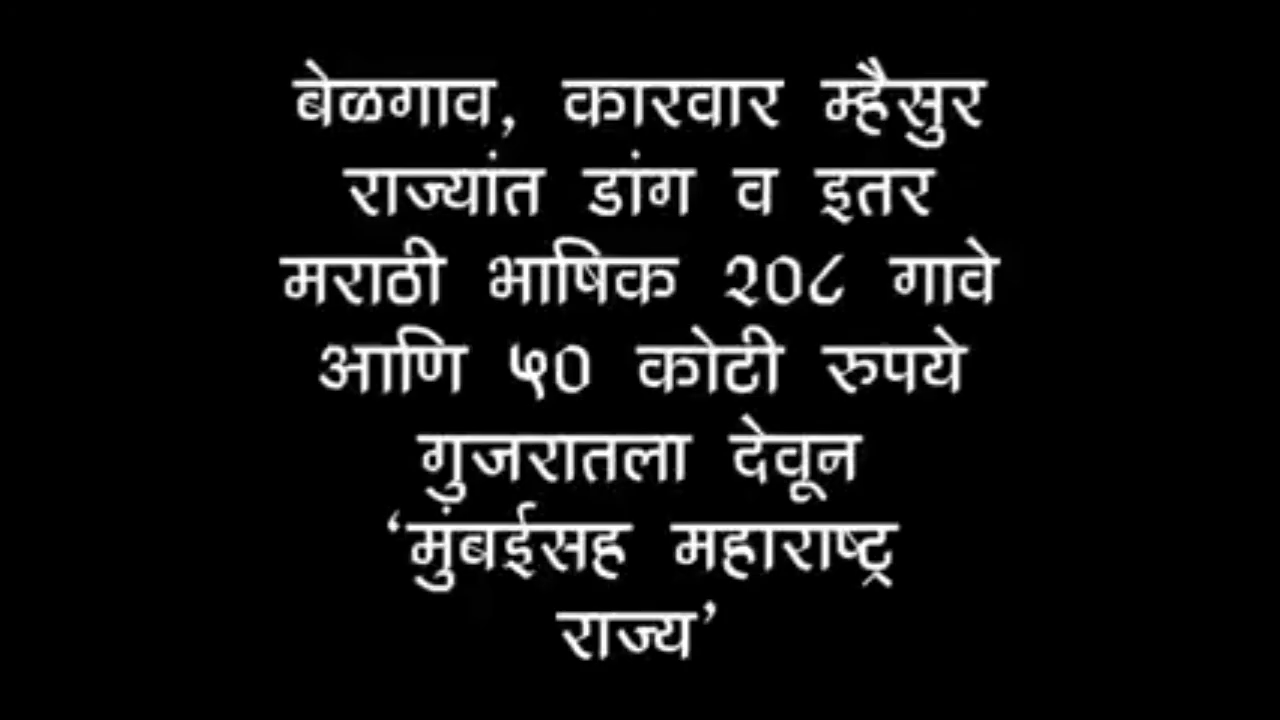 बेळगाव, कारवार म्हैसुर
राज्यांत डांग व इतर
मराठी भाषिक २०८ गावे
आणि ५० कोटी रुपये
गुजरातला देवून
‘मुंबईसह महाराष्ट्र
राज्य’